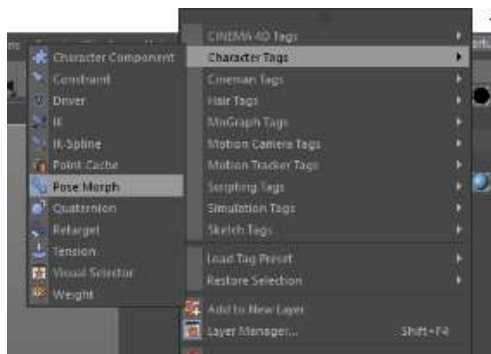 CINEMA 4D Tags
Character Tags
Cineman Tags
Hair Tags
MoGraph Tags
Motion Camera Tags
Motion Tracker Tags
Scripting Tags
Simulation Tags
Sketch Tags
Load Tag Preset
Restore Selection
Add to New Layer
Layer Manager... Shift+F4
Character Component
Constraint
Driver
IK
IK-Spline
Point Cache
Pose Morph
Quaternion
Retarget
Tension
Visual Selector
Weight